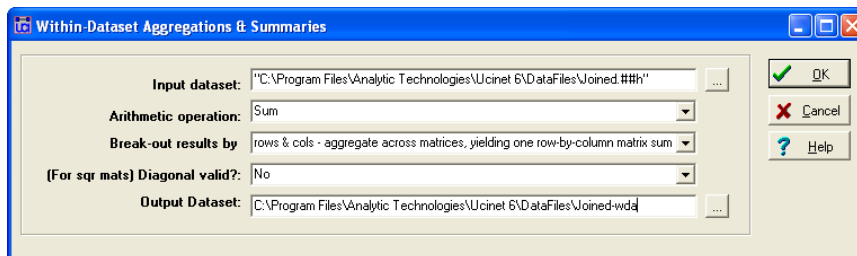 Within-Dataset Aggregations & Summaries
Input dataset: "C:\Program Files\Analytic Technologies\Ucinet 6\DataFiles\Joined.##h" ... OK
Arithmetic operation: Sum Cancel
Break-out results by rows & cols - aggregate across matrices, yielding one row-by-column matrix sum Help
(For sqr mats) Diagonal valid?: No
Output Dataset: C:\Program Files\Analytic Technologies\Ucinet 6\DataFiles\Joined-wda ...